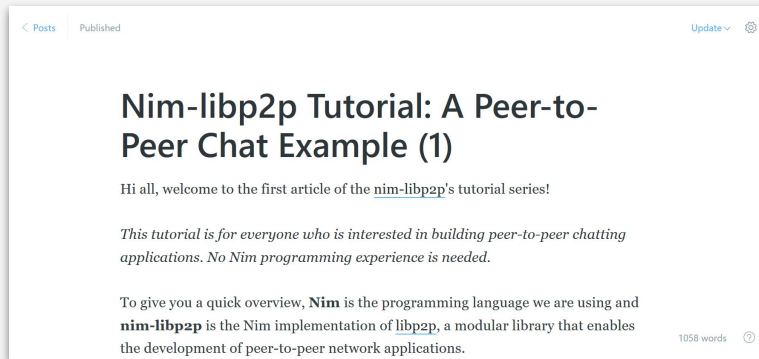 Posts Published Update
Nim-libp2p Tutorial: A Peer-to-
Peer Chat Example (1)
Hi all, welcome to the first article of the nim-libp2p's tutorial series!
This tutorial is for everyone who is interested in building peer-to-peer chatting
applications. No Nim programming experience is needed.
To give you a quick overview, Nim is the programming language we are using and
nim-libp2p is the Nim implementation of libp2p, a modular library that enables
the development of peer-to-peer network applications.
1058 words